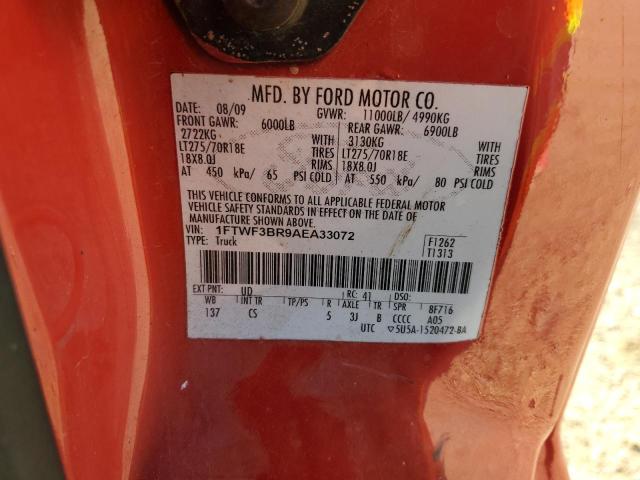 MFD. BY FORD MOTOR CO.
DATE: 08/09 GVWR: 11000LB/ 4990KG
FRONT GAWR: 6000LB REAR GAWR: 6900LB
2722KG WITH 3130KG WITH
LT275/70R18E TIRES LT275/70R18E TIRES
18X8.0J RIMS 18X8.0J RIMS
AT 450 kPa/ 65 PSI COLD AT 550 kPa/ 80 PSI COLD
THIS VEHICLE CONFORMS TO ALL APPLICABLE FEDERAL MOTOR
VEHICLE SAFETY STANDARDS IN EFFECT ON THE DATE OF
MANUFACTURE SHOWN ABOVE.
VIN: 1FTWF3BR9AEA33072 F1262
TYPE: Truck T1313
EXT PNT: UD RC: 41 DSO:
WB INT TR TP/PS R AXLE TR SPR 8F716
137 CS 5 3J B CCCC A05
UTC ▽5U5A-1520472-BA